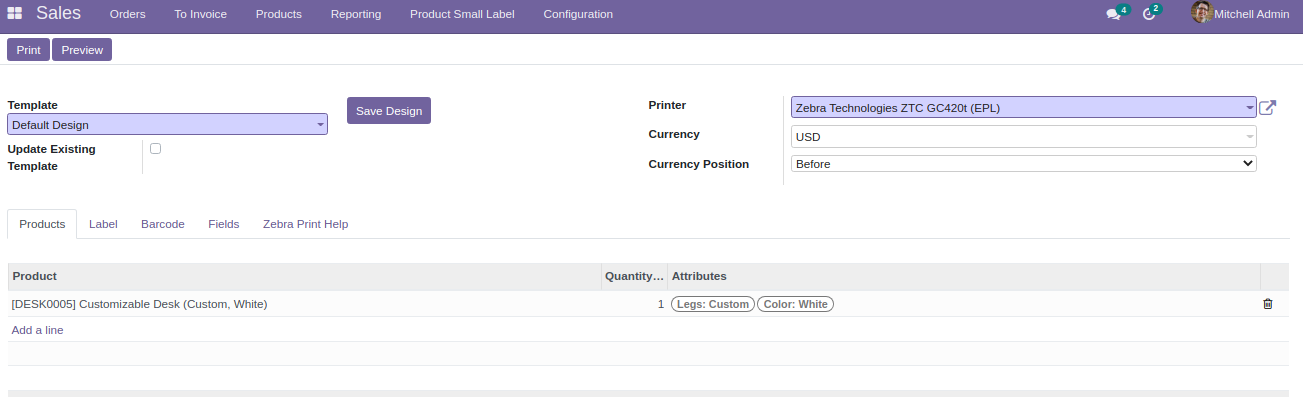 Sales Orders To Invoice Products Reporting Product Small Label Configuration 4 2 Mitchell Admin
Print Preview
Template Save Design Printer Zebra Technologies ZTC GC420t (EPL)
Default Design
Currency USD
Update Existing
Template
Currency Position Before
Products Label Barcode Fields Zebra Print Help
Product Quantity... Attributes
[DESK0005] Customizable Desk (Custom, White) 1 Legs: Custom Color: White
Add a line